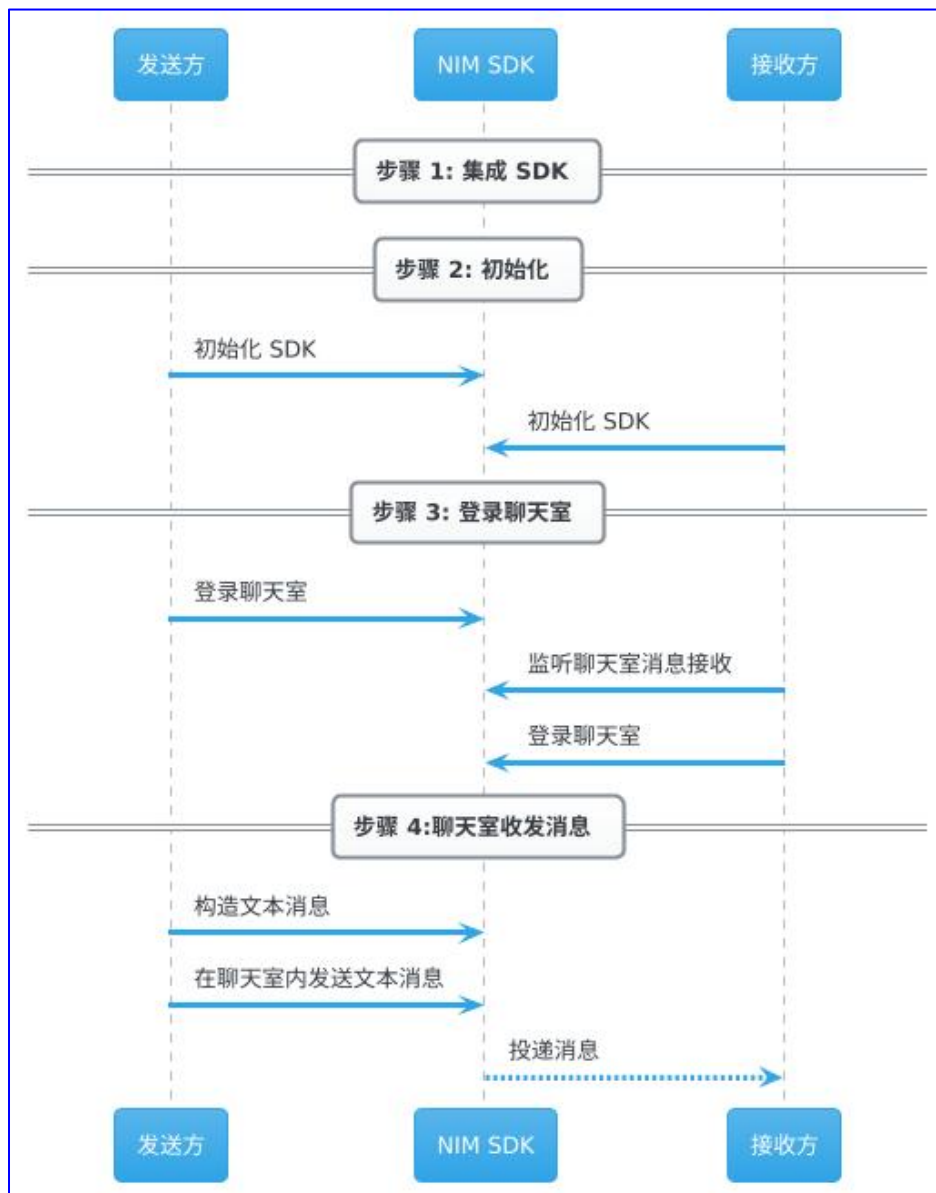 发送方 NIM SDK 接收方
步骤 1: 集成 SDK
步骤 2: 初始化
初始化 SDK
初始化 SDK
步骤 3: 登录聊天室
登录聊天室
监听聊天室消息接收
登录聊天室
步骤 4:聊天室收发消息
构造文本消息
在聊天室内发送文本消息
投递消息
发送方 NIM SDK 接收方